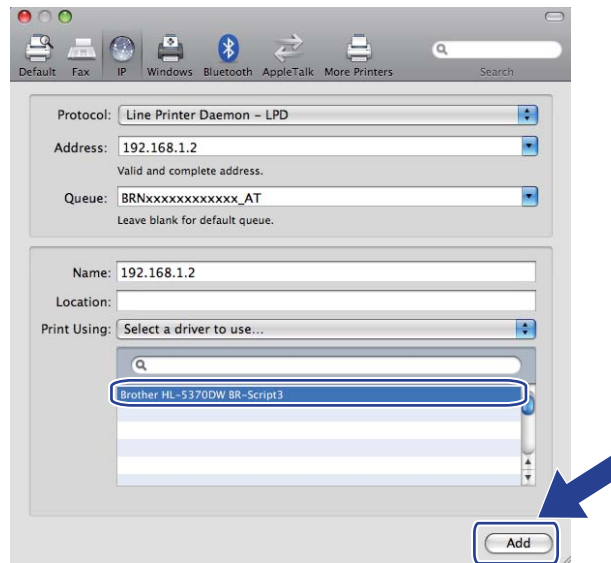 Default Fax IP Windows Bluetooth AppleTalk More Printers Search
Protocol: Line Printer Daemon – LPD
Address: 192.168.1.2
Valid and complete address.
Queue: BRNxxxxxxxxxxxx_AT
Leave blank for default queue.
Name: 192.168.1.2
Location:
Print Using: Select a driver to use...
Brother HL-5370DW BR-Script3
Add